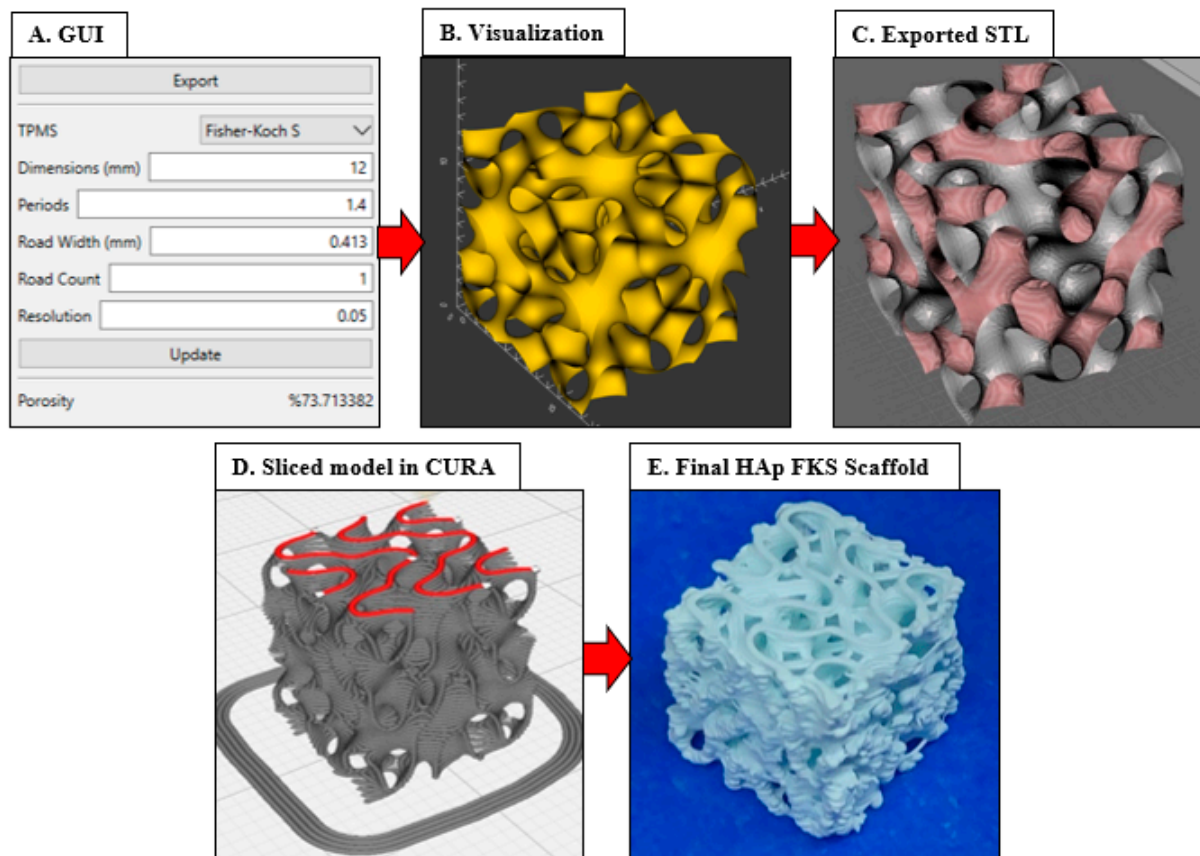 A. GUI
Export
TPMS Fisher-Koch S
Dimensions (mm) 12
Periods 1.4
Road Width (mm) 0.413
Road Count 1
Resolution 0.05
Update
Porosity %73.713382
B. Visualization
C. Exported STL
D. Sliced model in CURA
E. Final HAp FKS Scaffold